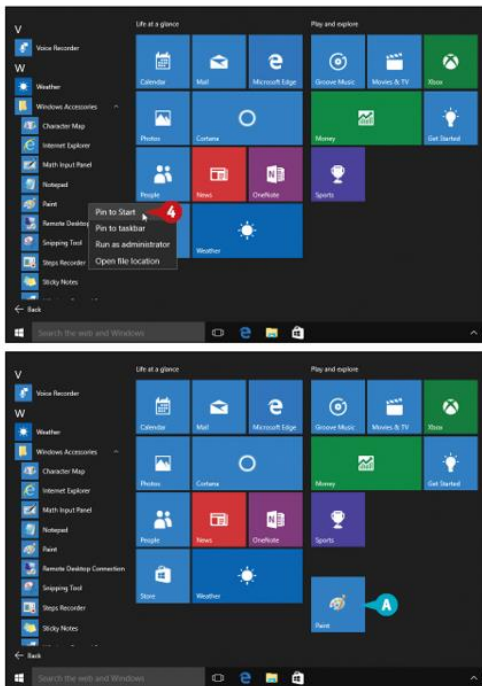 Life at a glance
Play and explore
V
Voice Recorder
W
Weather
Windows Accessories
Character Map
Internet Explorer
Math Input Panel
Notepad
Paint
Remote Desktop
Snipping Tool
Steps Recorder
Sticky Notes
Back
Calendar
Mail
Microsoft Edge
Groove Music
Movies & TV
Xbox
Photos
Cortana
Money
Get Started
People
News
OneNote
Sports
Weather
Pin to Start
4
Pin to taskbar
Run as administrator
Open file location
Search the web and Windows
Life at a glance
Play and explore
V
Voice Recorder
W
Weather
Windows Accessories
Character Map
Internet Explorer
Math Input Panel
Notepad
Paint
Remote Desktop Connection
Snipping Tool
Steps Recorder
Sticky Notes
Back
Calendar
Mail
Microsoft Edge
Groove Music
Movies & TV
Xbox
Photos
Cortana
Money
Get Started
People
News
OneNote
Sports
Store
Weather
Paint
A
Search the web and Windows